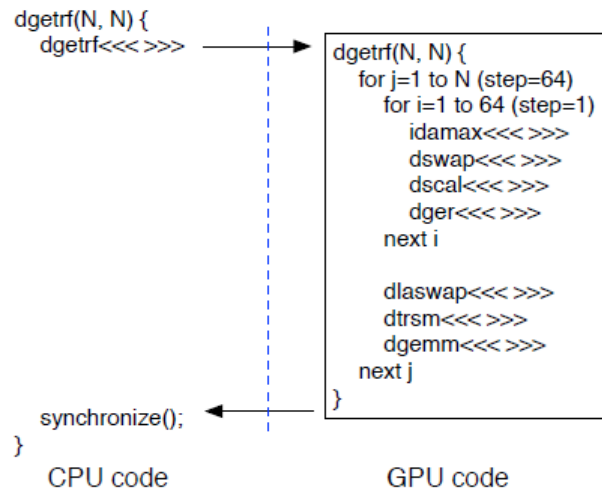 dgetrf(N, N) {
dgetrf<<< >>>
synchronize();
}
CPU code
dgetrf(N, N) {
for j=1 to N (step=64)
for i=1 to 64 (step=1)
idamax<<< >>>
dswap<<< >>>
dscal<<< >>>
dger<<< >>>
next i
dlaswap<<< >>>
dtrsm<<< >>>
dgemm<<< >>>
next j
}
GPU code